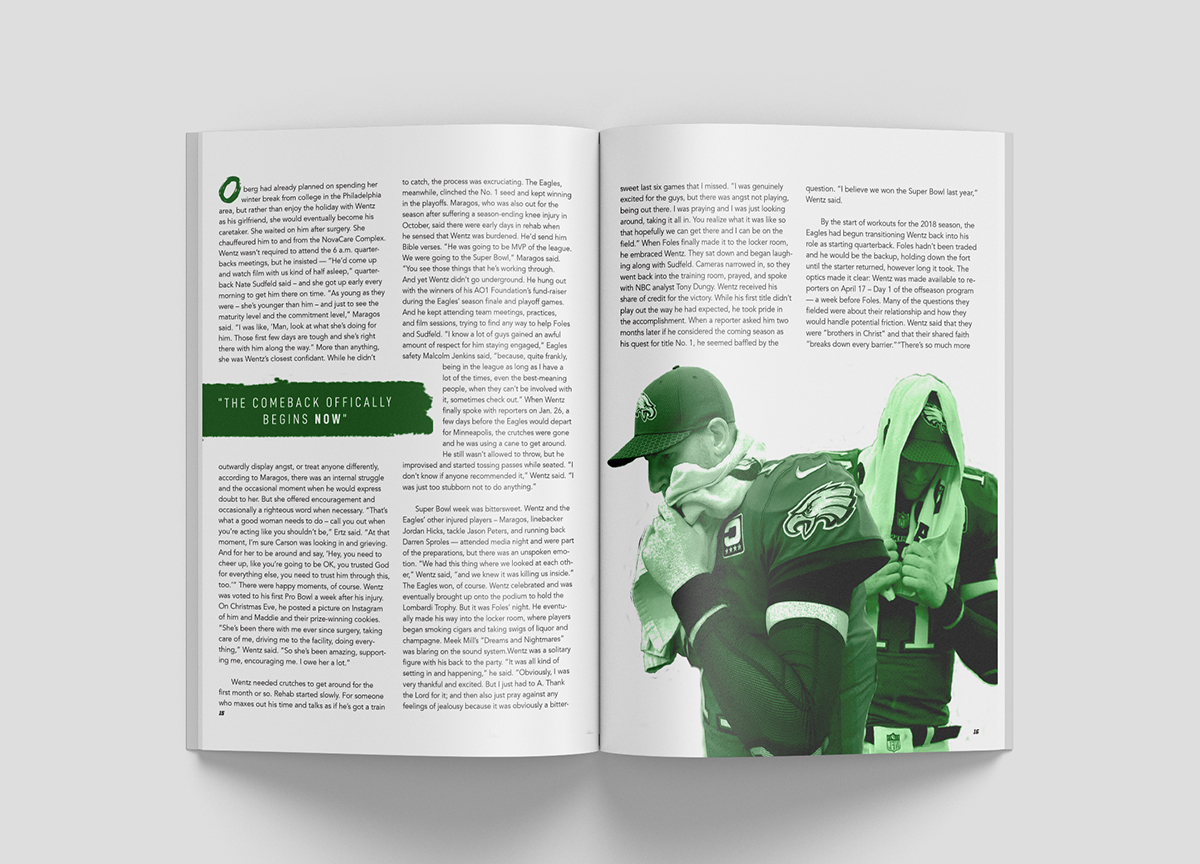 O
berg had already planned on spending her
winter break from college in the Philadelphia
area, but rather than enjoy the holiday with Wentz
as his girlfriend, she would eventually become his
caretaker. She waited on him after surgery. She
chauffeured him to and from the NovaCare Complex.
Wentz wasn't required to attend the 6 a.m. quarter-
backs meetings, but he insisted — "He'd come up
and watch film with us kind of half asleep," quarter-
back Nate Sudfeld said – and she got up early every
morning to get him there on time. "As young as they
were – she's younger than him – and just to see the
maturity level and the commitment level," Maragos
said. "I was like, 'Man, look at what she's doing for
him. Those first few days are tough and she's right
there with him along the way." More than anything,
she was Wentz's closest confidant. While he didn't
"THE COMEBACK OFFICALLY
BEGINS NOW"
outwardly display angst, or treat anyone differently,
according to Maragos, there was an internal struggle
and the occasional moment when he would express
doubt to her. But she offered encouragement and
occasionally a righteous word when necessary. "That's
what a good woman needs to do – call you out when
you're acting like you shouldn't be," Ertz said. "At that
moment, I'm sure Carson was looking in and grieving.
And for her to be around and say, 'Hey, you need to
cheer up, like you're going to be OK, you trusted God
for everything else, you need to trust him through this,
too.'" There were happy moments, of course. Wentz
was voted to his first Pro Bowl a week after his injury.
On Christmas Eve, he posted a picture on Instagram
of him and Maddie and their prize-winning cookies.
"She's been there with me ever since surgery, taking
care of me, driving me to the facility, doing every-
thing," Wentz said. "So she's been amazing, support-
ing me, encouraging me. I owe her a lot."
Wentz needed crutches to get around for the
first month or so. Rehab started slowly. For someone
who maxes out his time and talks as if he's got a train
15
to catch, the process was excruciating. The Eagles,
meanwhile, clinched the No. 1 seed and kept winning
in the playoffs. Maragos, who was also out for the
season after suffering a season-ending knee injury in
October, said there were early days in rehab when
he sensed that Wentz was burdened. He'd send him
Bible verses. "He was going to be MVP of the league.
We were going to the Super Bowl," Maragos said.
"You see those things that he's working through.
And yet Wentz didn't go underground. He hung out
with the winners of his AO1 Foundation's fund-raiser
during the Eagles' season finale and playoff games.
And he kept attending team meetings, practices,
and film sessions, trying to find any way to help Foles
and Sudfeld. "I know a lot of guys gained an awful
amount of respect for him staying engaged," Eagles
safety Malcolm Jenkins said, "because, quite frankly,
being in the league as long as I have a
lot of the times, even the best-meaning
people, when they can't be involved with
it, sometimes check out." When Wentz
finally spoke with reporters on Jan. 26, a
few days before the Eagles would depart
for Minneapolis, the crutches were gone
and he was using a cane to get around.
He still wasn't allowed to throw, but he
improvised and started tossing passes while seated. "I
don't know if anyone recommended it," Wentz said. "I
was just too stubborn not to do anything."
Super Bowl week was bittersweet. Wentz and the
Eagles' other injured players – Maragos, linebacker
Jordan Hicks, tackle Jason Peters, and running back
Darren Sproles — attended media night and were part
of the preparations, but there was an unspoken emo-
tion. "We had this thing where we looked at each oth-
er," Wentz said, "and we knew it was killing us inside."
The Eagles won, of course. Wentz celebrated and was
eventually brought up onto the podium to hold the
Lombardi Trophy. But it was Foles' night. He eventu-
ally made his way into the locker room, where players
began smoking cigars and taking swigs of liquor and
champagne. Meek Mill's "Dreams and Nightmares"
was blaring on the sound system.Wentz was a solitary
figure with his back to the party. "It was all kind of
setting in and happening," he said. "Obviously, I was
very thankful and excited. But I just had to A. Thank
the Lord for it; and then also just pray against any
feelings of jealousy because it was obviously a bitter-
sweet last six games that I missed. "I was genuinely
excited for the guys, but there was angst not playing,
being out there. I was praying and I was just looking
around, taking it all in. You realize what it was like so
that hopefully we can get there and I can be on the
field." When Foles finally made it to the locker room,
he embraced Wentz. They sat down and began laugh-
ing along with Sudfeld. Cameras narrowed in, so they
went back into the training room, prayed, and spoke
with NBC analyst Tony Dungy. Wentz received his
share of credit for the victory. While his first title didn't
play out the way he had expected, he took pride in
the accomplishment. When a reporter asked him two
months later if he considered the coming season as
his quest for title No. 1, he seemed baffled by the
question. "I believe we won the Super Bowl last year,"
Wentz said.
By the start of workouts for the 2018 season, the
Eagles had begun transitioning Wentz back into his
role as starting quarterback. Foles hadn't been traded
and he would be the backup, holding down the fort
until the starter returned, however long it took. The
optics made it clear: Wentz was made available to re-
porters on April 17 – Day 1 of the offseason program
— a week before Foles. Many of the questions they
fielded were about their relationship and how they
would handle potential friction. Wentz said that they
were "brothers in Christ" and that their shared faith
"breaks down every barrier." "There's so much more
C
NFL
16